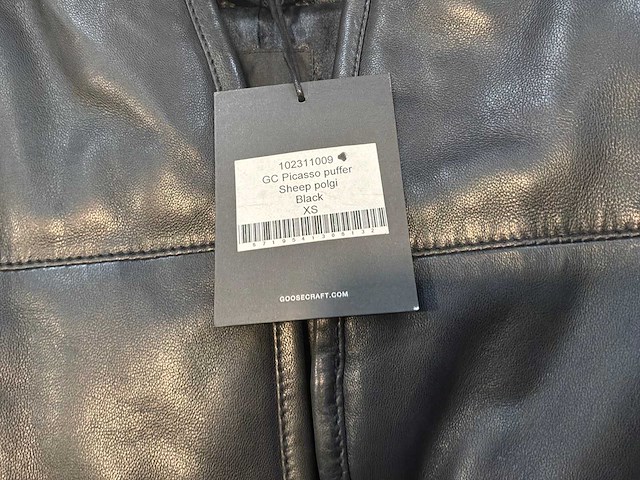 102311009
GC Picasso puffer
Sheep polgi
Black
XS
GOOSECRAFT.COM